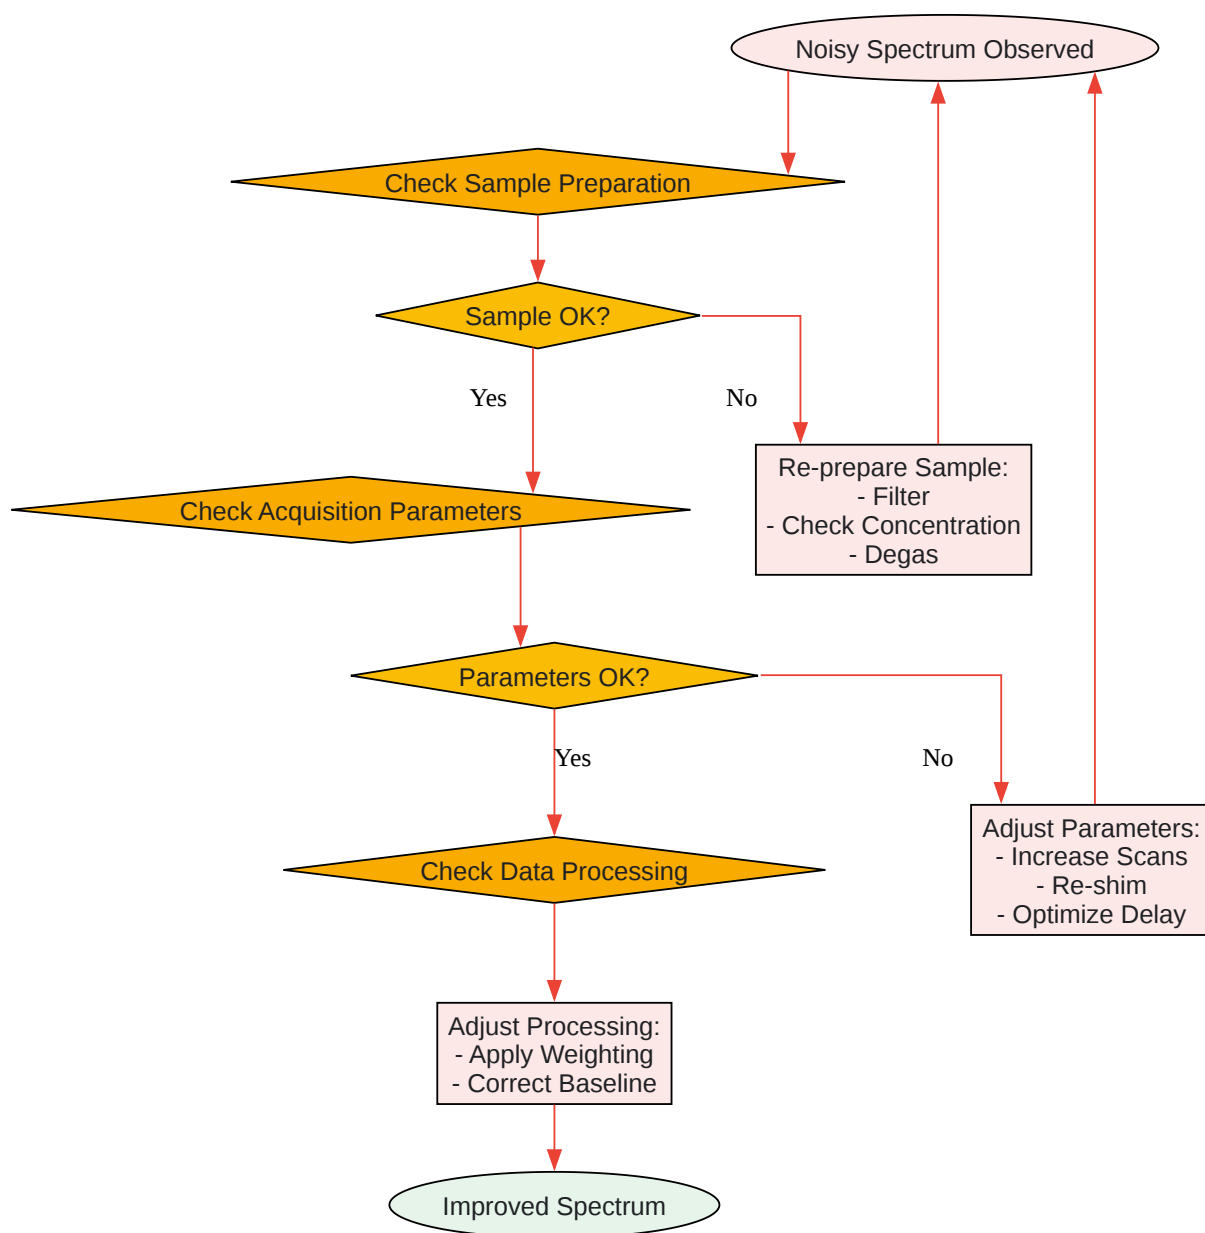 Noisy Spectrum Observed
Check Sample Preparation
Sample OK?
Yes
No
Re-prepare Sample:
- Filter
- Check Concentration
- Degas
Check Acquisition Parameters
Parameters OK?
Yes
No
Adjust Parameters:
- Increase Scans
- Re-shim
- Optimize Delay
Check Data Processing
Adjust Processing:
- Apply Weighting
- Correct Baseline
Improved Spectrum